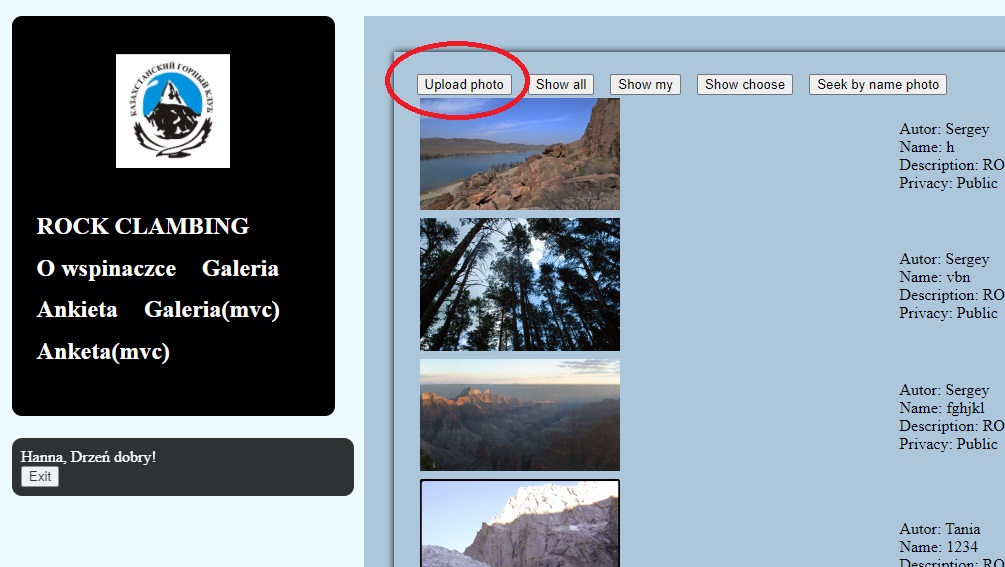 КАЗАХСТАНСКИЙ ГОРНЫЙ КЛУБ
ROCK CLAMBING
O wspinaczce Galeria
Ankieta Galeria(mvc)
Anketa(mvc)
Hanna, Drzeń dobry!
Exit
Upload photo Show all Show my Show choose Seek by name photo
Autor: Sergey
Name: h
Description: RO
Privacy: Public
Autor: Sergey
Name: vbn
Description: RO
Privacy: Public
Autor: Sergey
Name: fghjkl
Description: RO
Privacy: Public
Autor: Tania
Name: 1234
Description: RO